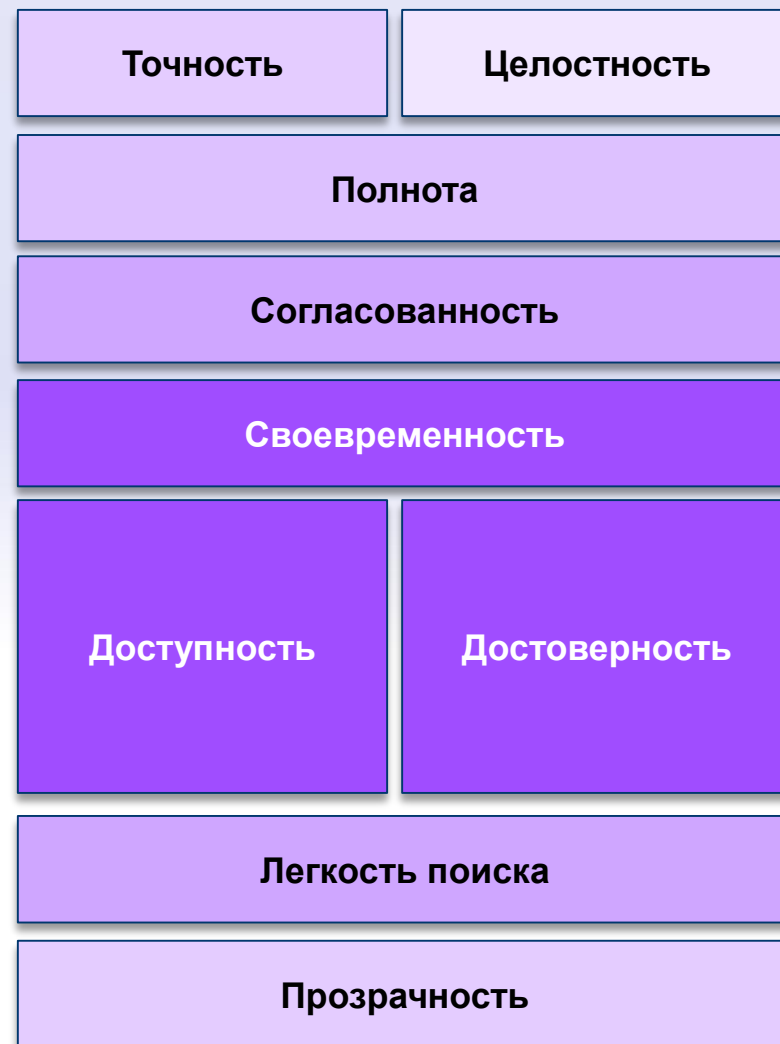 Точность
Целостность
Полнота
Согласованность
Своевременность
Доступность
Достоверность
Легкость поиска
Прозрачность